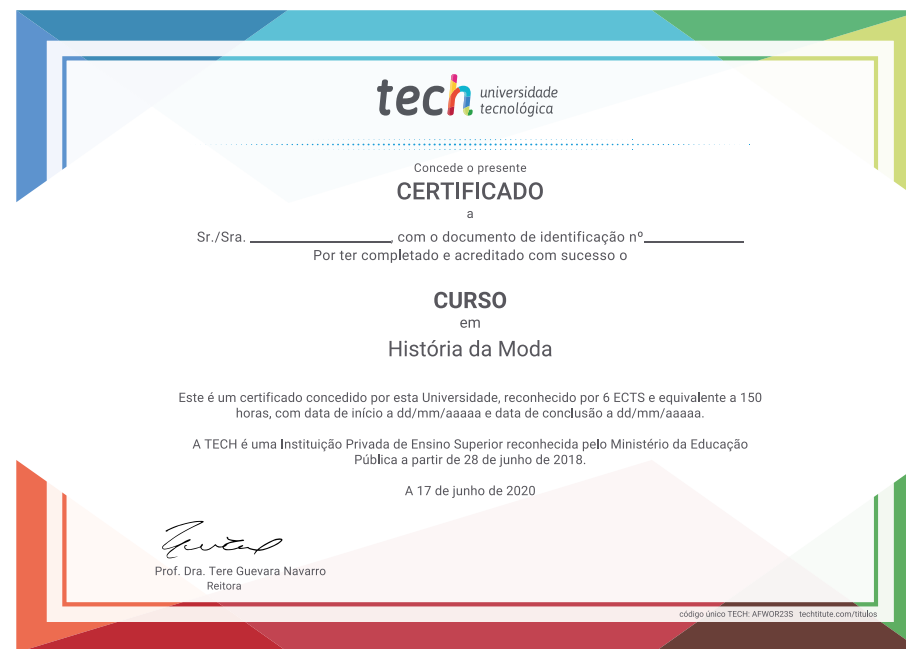 tech universidade
tecnológica
Concede o presente
CERTIFICADO
a
Sr./Sra. ________________, com o documento de identificação nº____________
Por ter completado e acreditado com sucesso o
CURSO
em
História da Moda
Este é um certificado concedido por esta Universidade, reconhecido por 6 ECTS e equivalente a 150
horas, com data de início a dd/mm/aaaaa e data de conclusão a dd/mm/aaaaa.
A TECH é uma Instituição Privada de Ensino Superior reconhecida pelo Ministério da Educação
Pública a partir de 28 de junho de 2018.
A 17 de junho de 2020
Prof. Dra. Tere Guevara Navarro
Reitora
código único TECH: AFWOR23S techtitute.com/titulos